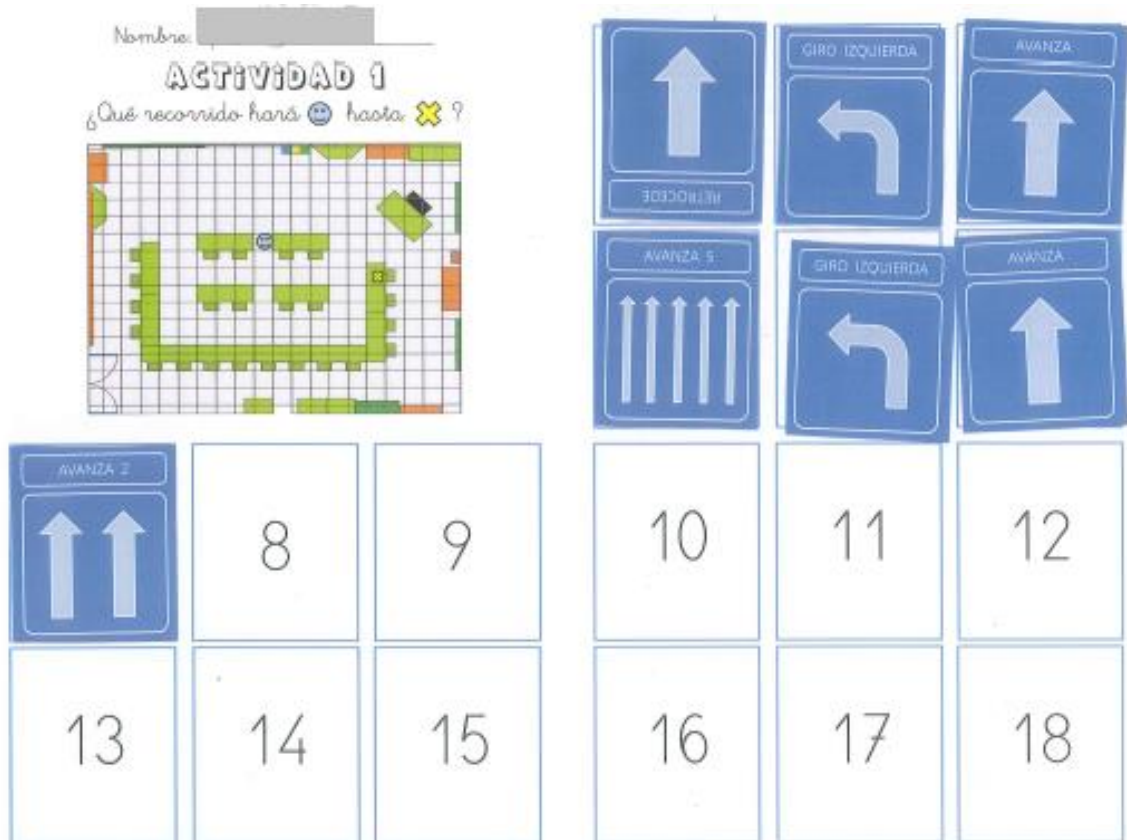 Nombre:
ACTIVIDAD 1
¿Qué recorrido hará hasta ?
RETROCEDE
GIRO IZQUIERDA
AVANZA
AVANZA 5
GIRO IZQUIERDA
AVANZA
AVANZA 2
8
9
10
11
12
13
14
15
16
17
18